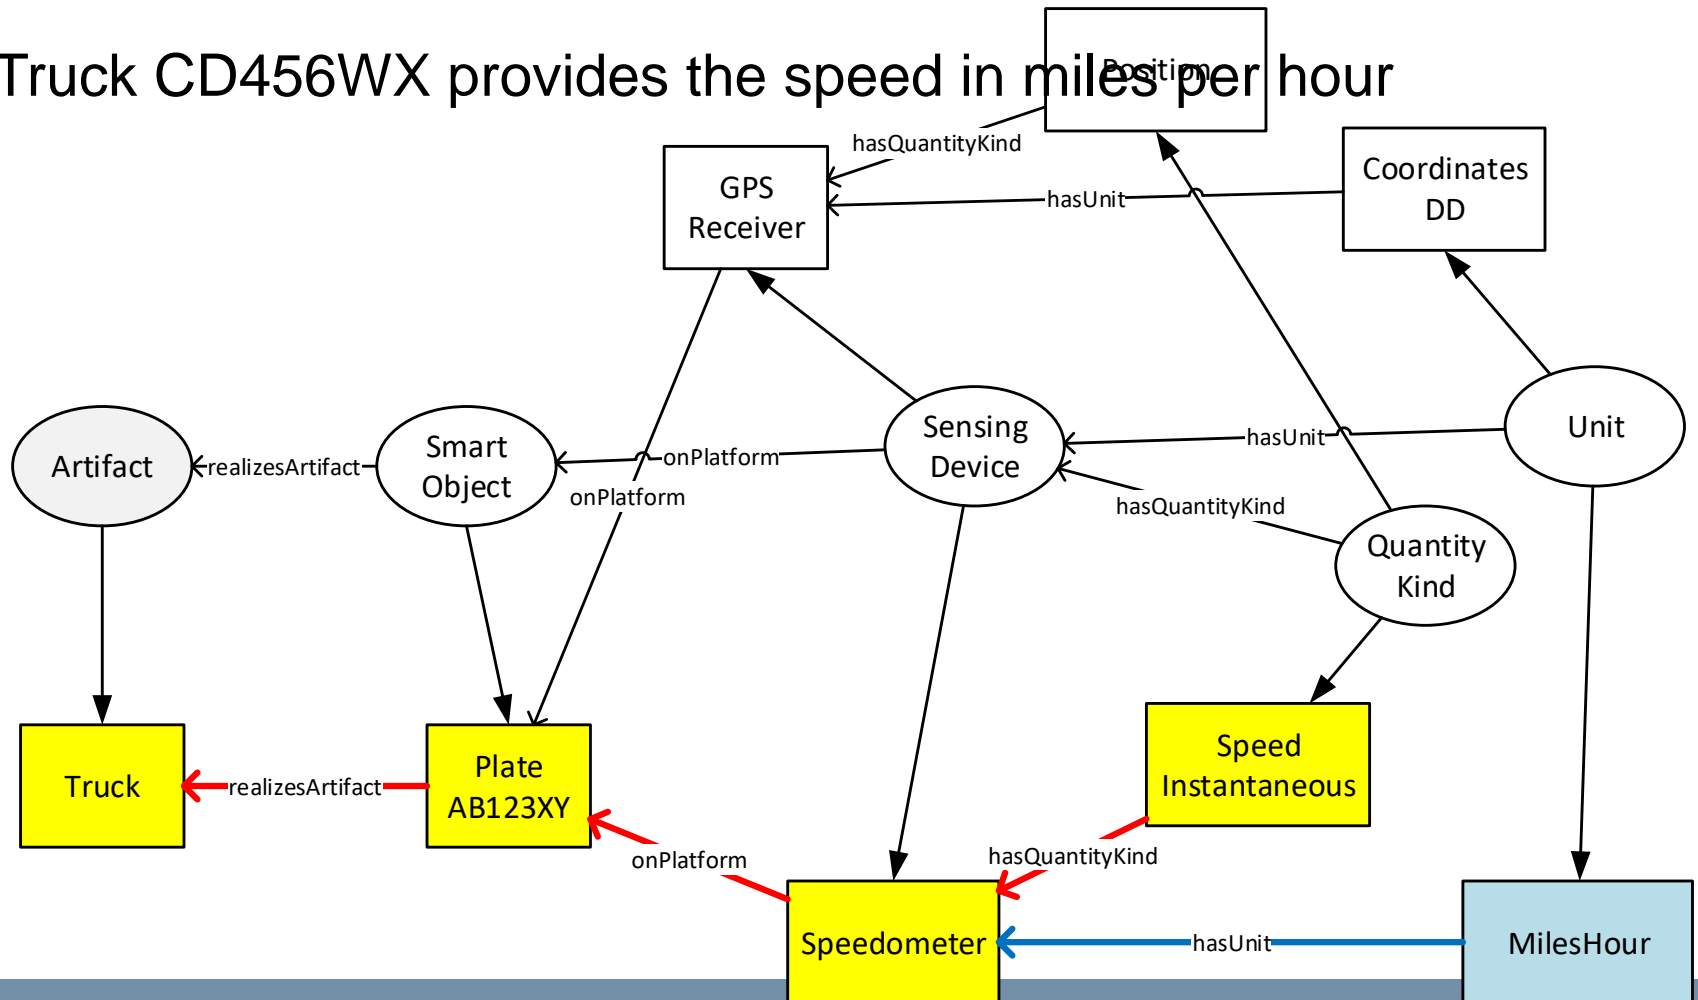 Truck CD456WX provides the speed in miles per hour
Position
hasQuantityKind
GPS
Receiver
hasUnit
Coordinates
DD
Artifact
realizesArtifact
Smart
Object
onPlatform
onPlatform
Sensing
Device
hasUnit
Unit
hasQuantityKind
Quantity
Kind
Truck
realizesArtifact
Plate
AB123XY
Speed
Instantaneous
onPlatform
hasQuantityKind
Speedometer
hasUnit
MilesHour